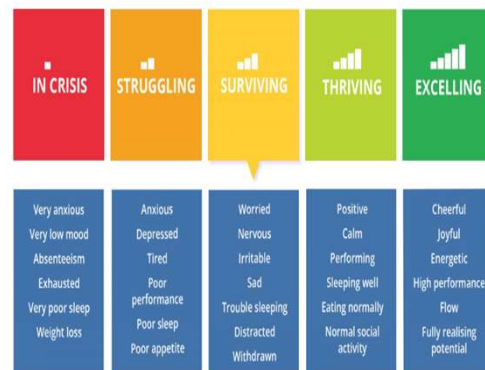 IN CRISIS
STRUGGLING
SURVIVING
THRIVING
EXCELLING
Very anxious
Very low mood
Absenteeism
Exhausted
Very poor sleep
Weight loss
Anxious
Depressed
Tired
Poor
performance
Poor sleep
Poor appetite
Worried
Nervous
Irritable
Sad
Trouble sleeping
Distracted
Withdrawn
Positive
Calm
Performing
Sleeping well
Eating normally
Normal social
activity
Cheerful
Joyful
Energetic
High performance
Flow
Fully realising
potential